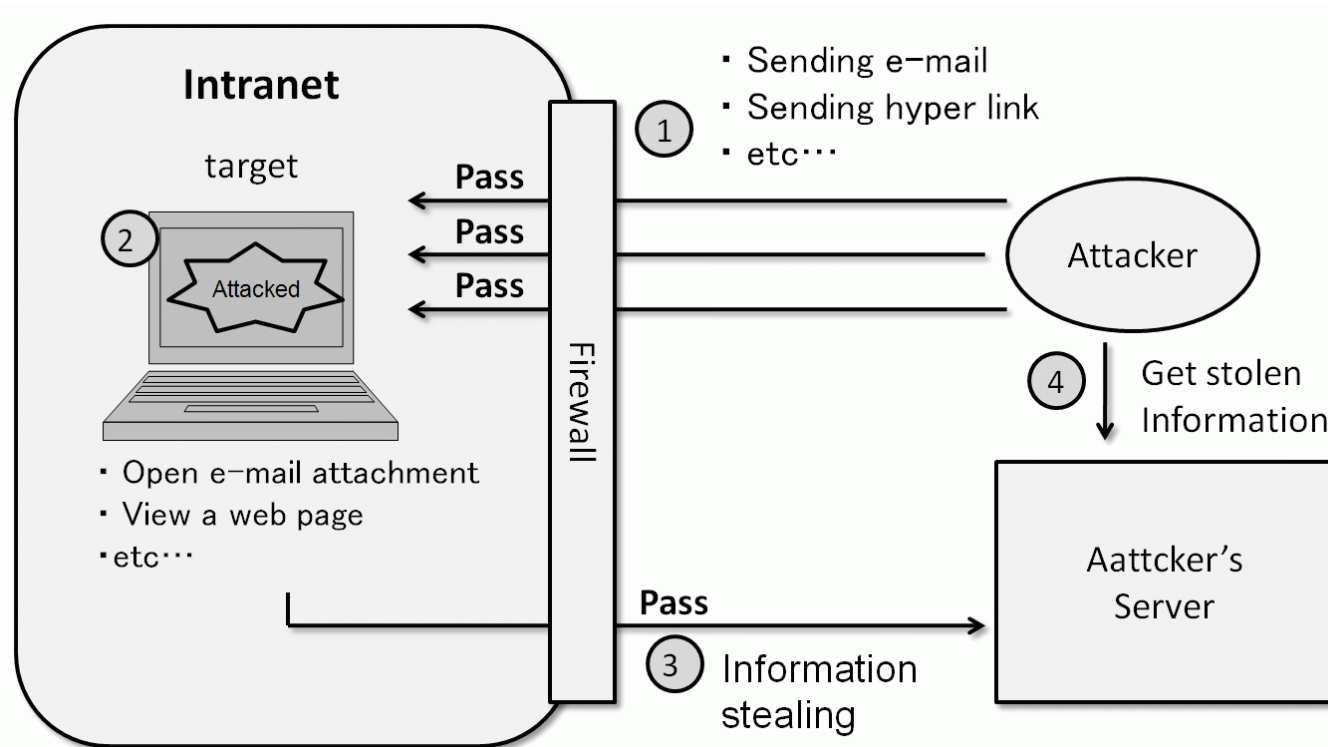 Intranet
target
2
Attacked
・ Open e-mail attachment
・ View a web page
・etc…
Pass
Pass
Pass
Firewall
1
・ Sending e-mail
・ Sending hyper link
・ etc…
Attacker
4
Get stolen
Information
Aattcker's
Server
Pass
3
Information
stealing